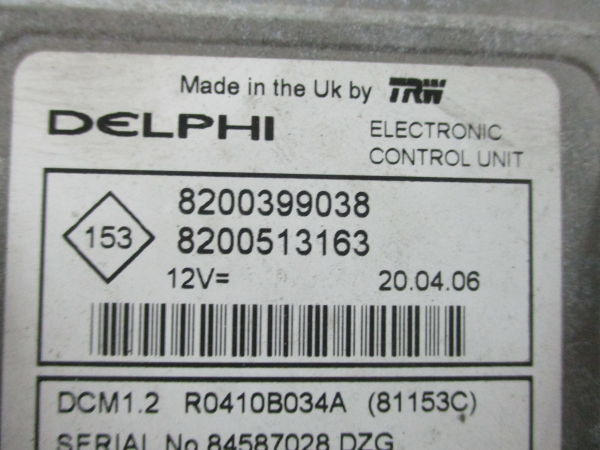 Made in the Uk by TRW
DELPHI
ELECTRONIC
CONTROL UNIT
153
8200399038
8200513163
12V= 20.04.06
DCM1.2 R0410B034A (81153C)
SERIAL No 84587028 DZG